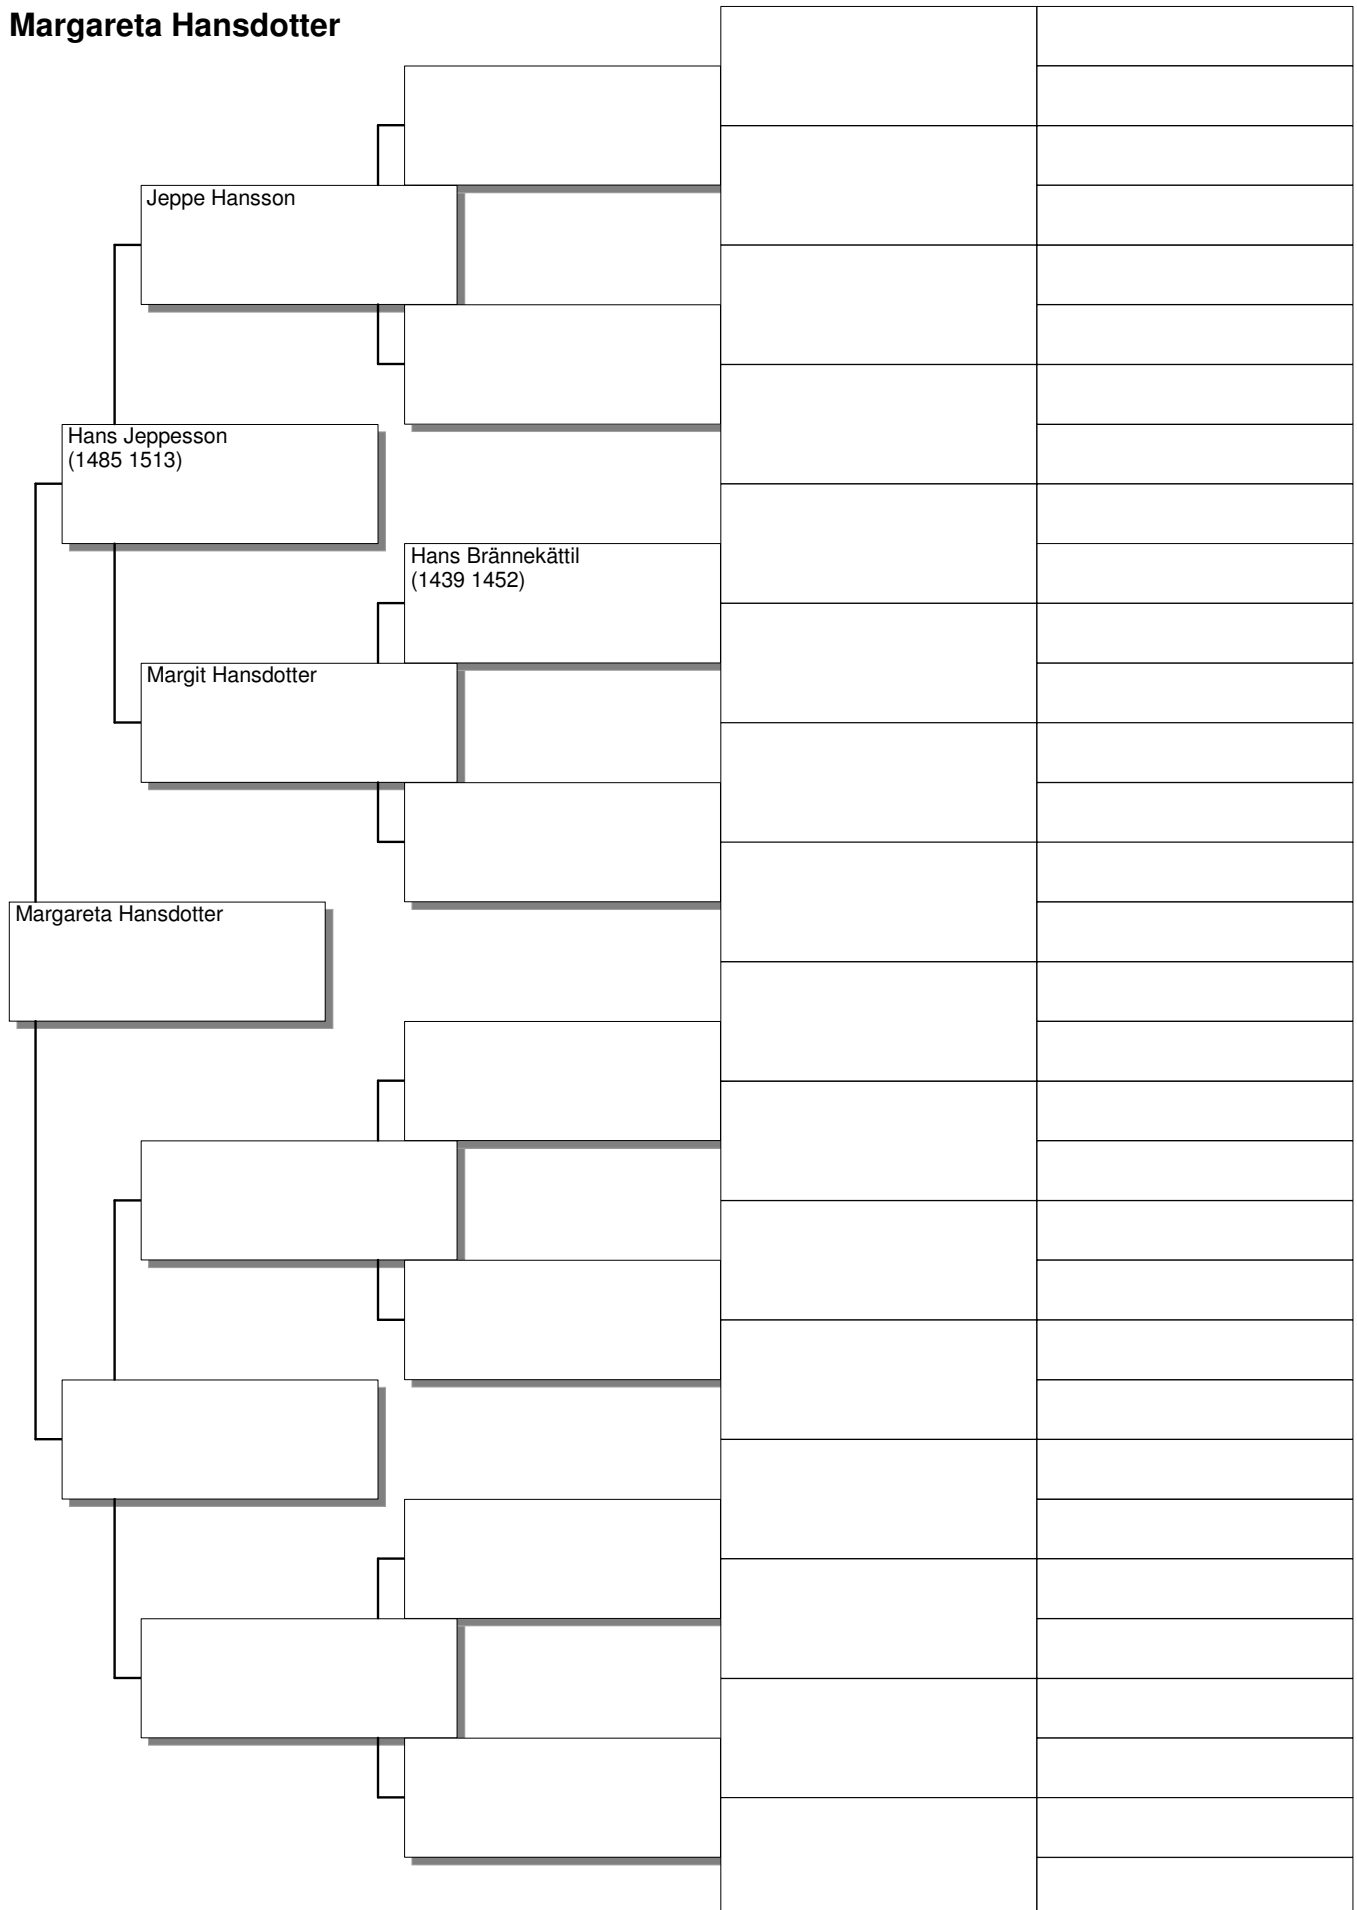 Margareta Hansdotter
Jeppe Hansson
Hans Jeppesson
(1485 1513)
Hans Brännekättil
(1439 1452)
Margit Hansdotter
Margareta Hansdotter